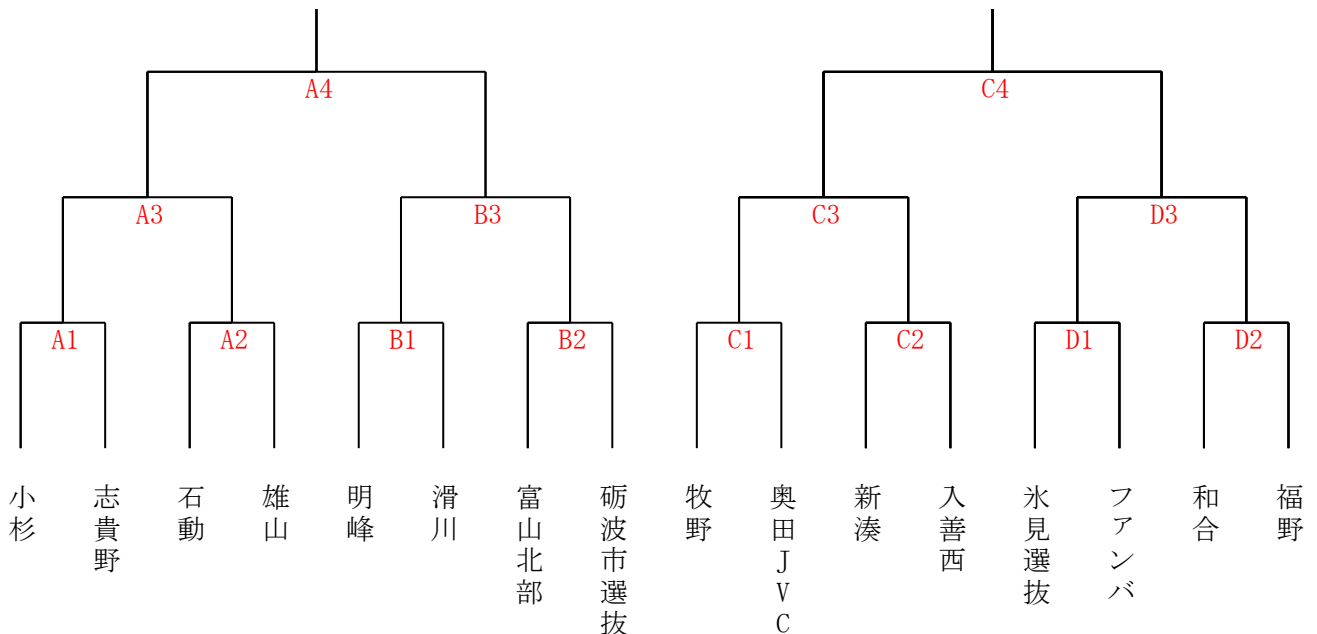 A4
C4
A3
B3
C3
D3
A1
A2
B1
B2
C1
C2
D1
D2
小杉
志貴野
石動
雄山
明峰
滑川
富山北部
砺波市選抜
牧野
奥田JVC
新湊
入善西
氷見選抜
ファンバ
和合
福野